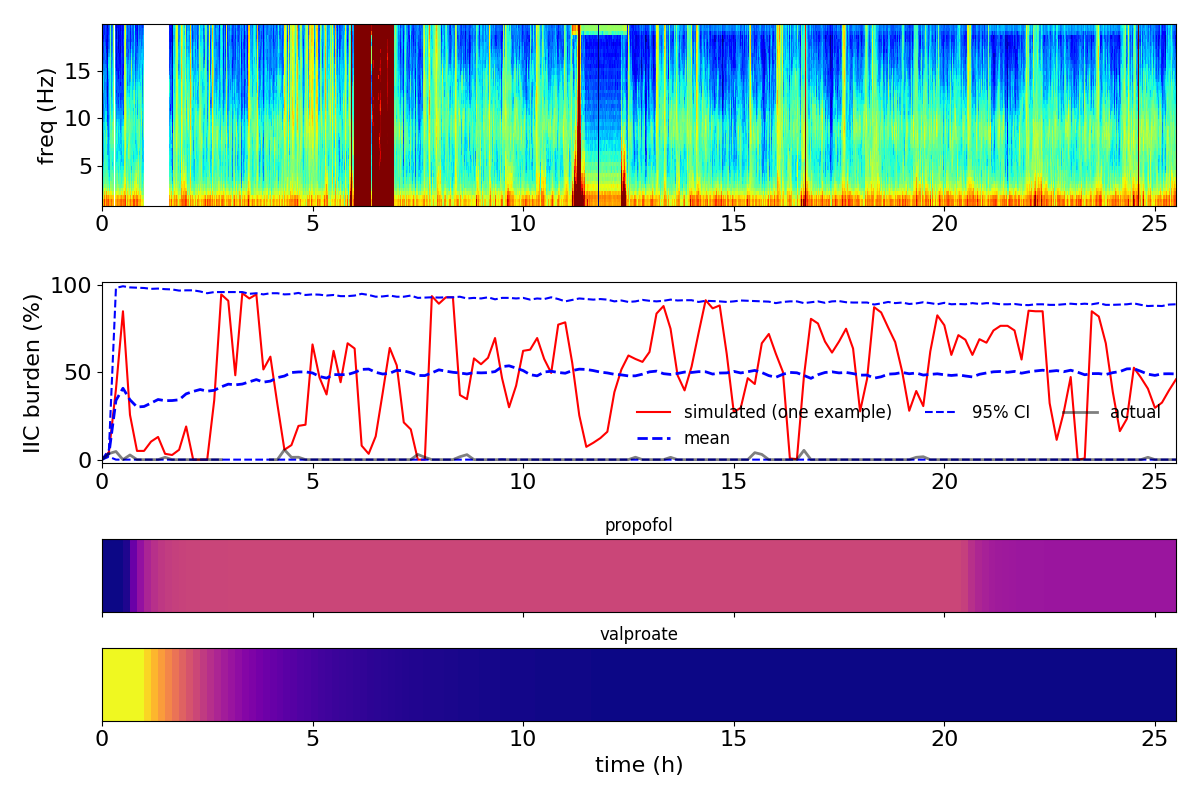 freq (Hz)
15
10
5
0 5 10 15 20 25
IIC burden (%)
100
50
0
simulated (one example) 95% CI actual
mean
0 5 10 15 20 25
propofol
valproate
0 5 10 15 20 25
time (h)